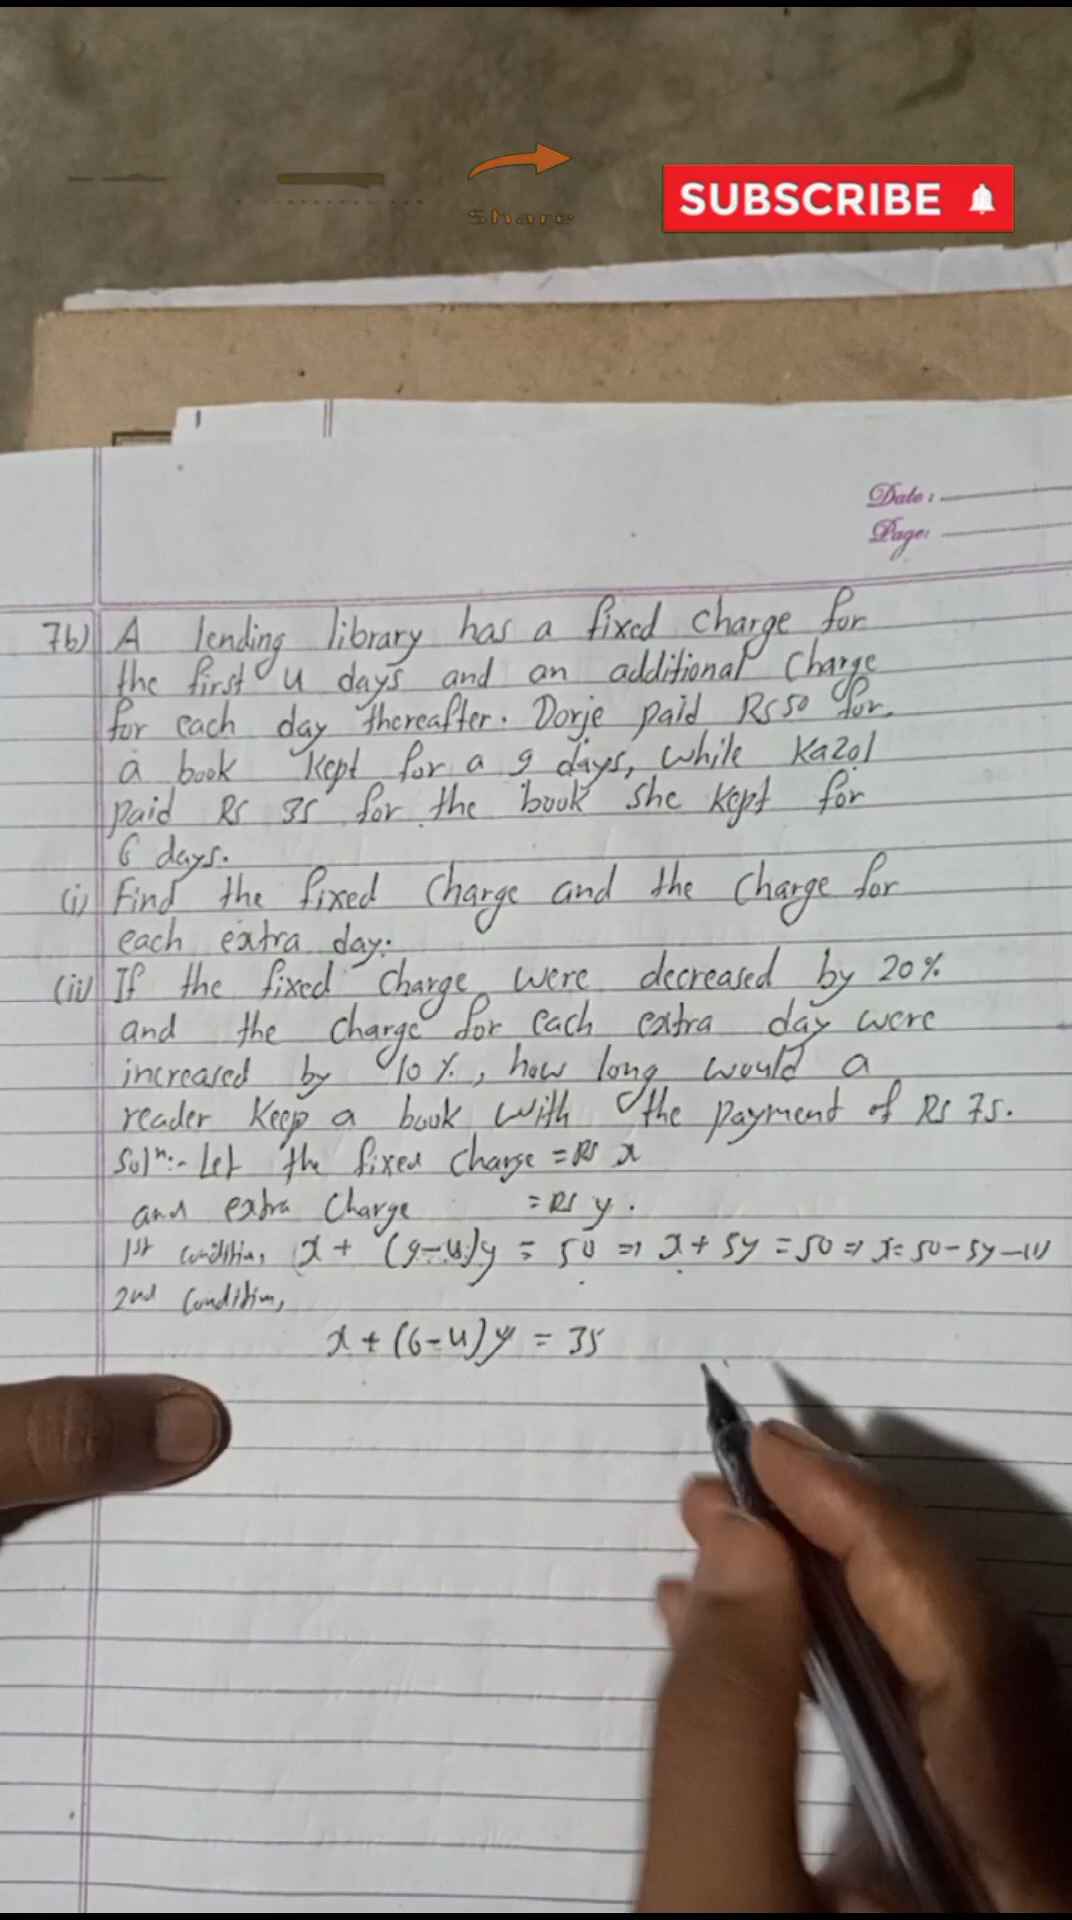 Share
SUBSCRIBE
Date:
Page:
7b) A lending library has a fixed charge for
the first 4 days and an additional charge
for each day thereafter. Dorje paid Rs 50 for
a book kept for a 9 days, while Kazol
paid Rs 35 for the book she kept for
6 days.
(i) Find the fixed charge and the charge for
each extra day.
(ii) If the fixed charge were decreased by 20%
and the charge for each extra day were
increased by 10%, how long would a
reader keep a book with the payment of Rs 75.
Solⁿ:- Let the fixed charge = Rs x
and extra charge = Rs y.
1st condition, x + (9-4)y = 50 ⇒ x + 5y = 50 ⇒ x = 50 - 5y - (i)
2nd condition,
x + (6-4)y = 35